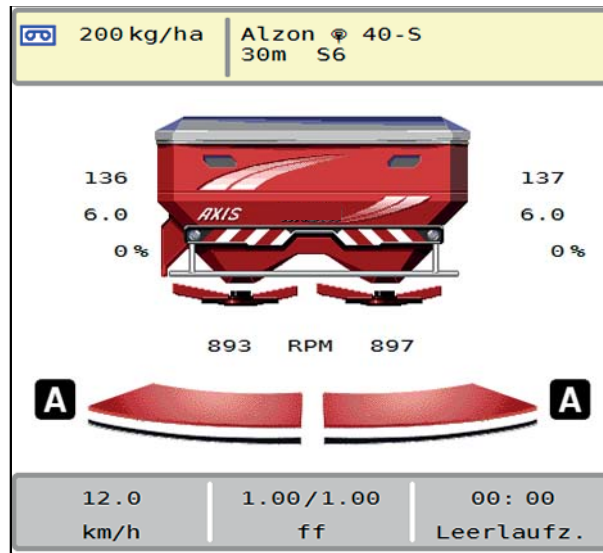 200 kg/ha
Alzon 40-S
30m S6
136
137
6.0
6.0
AXIS
0%
0%
893 RPM 897
A
A
12.0
1.00/1.00
00:00
km/h
ff
Leerlaufz.